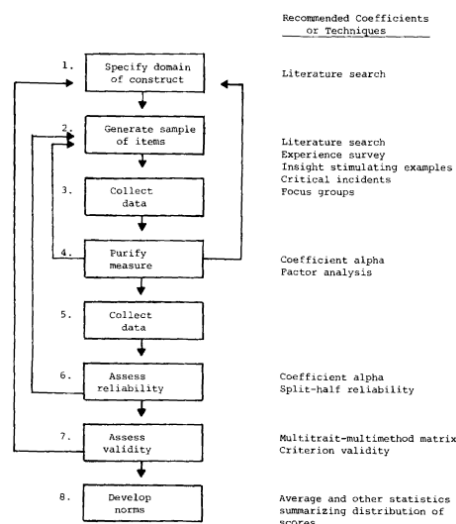 Recommended Coefficients
or Techniques
1. Specify domain
of construct
Literature search
2. Generate sample
of items
Literature search
Experience survey
Insight stimulating examples
Critical incidents
Focus groups
3. Collect
data
4. Purify
measure
Coefficient alpha
Factor analysis
5. Collect
data
6. Assess
reliability
Coefficient alpha
Split-half reliability
7. Assess
validity
Multitrait-multimethod matrix
Criterion validity
8. Develop
norms
Average and other statistics
summarizing distribution of
scores